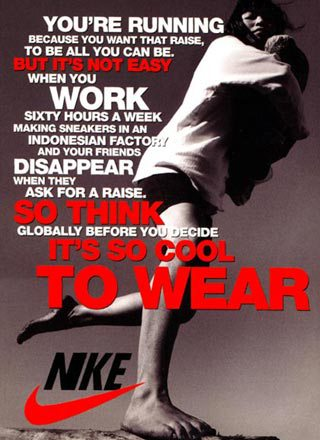 YOU'RE RUNNING
BECAUSE YOU WANT THAT RAISE,
TO BE ALL YOU CAN BE.
BUT IT'S NOT EASY
WHEN YOU
WORK
SIXTY HOURS A WEEK
MAKING SNEAKERS IN AN
INDONESIAN FACTORY
AND YOUR FRIENDS
DISAPPEAR
WHEN THEY
ASK FOR A RAISE.
SO THINK
GLOBALLY BEFORE YOU DECIDE
IT'S SO COOL
TO WEAR
NIKE